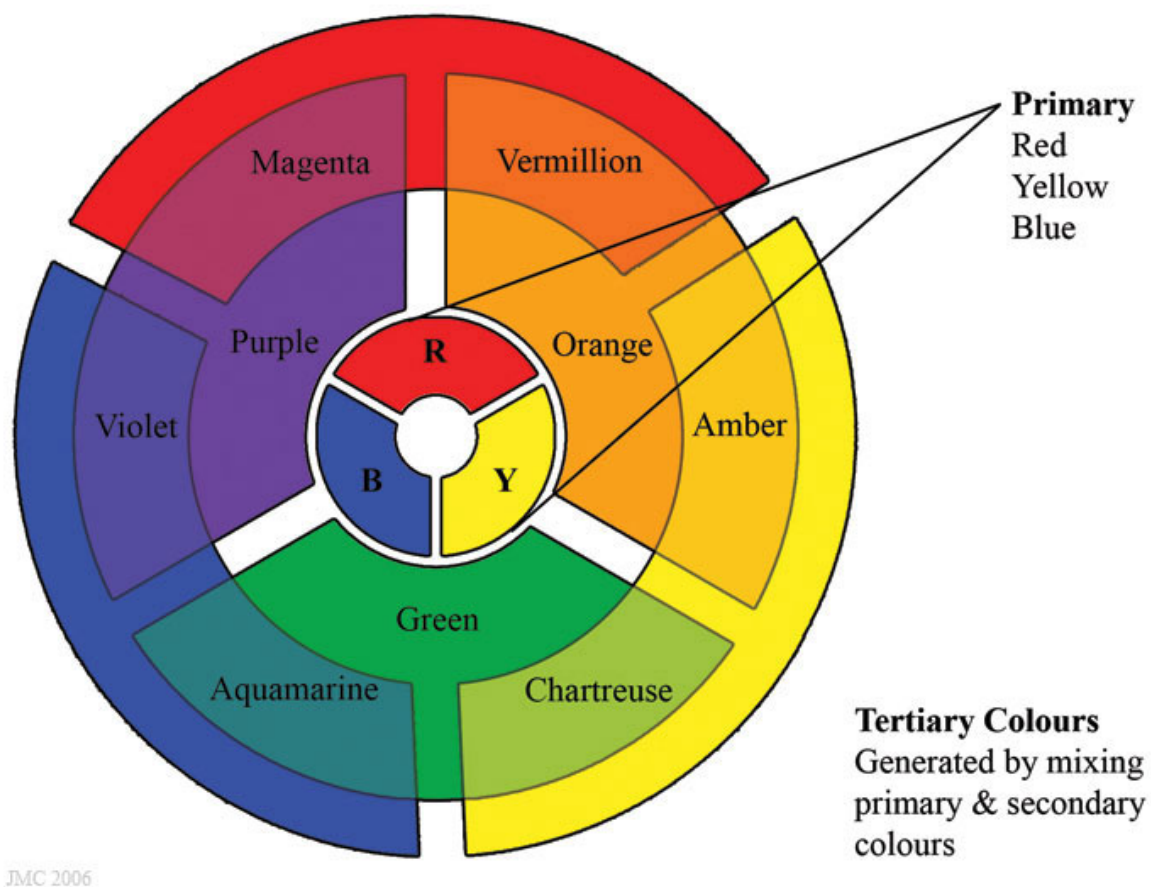 Primary
Red
Yellow
Blue
Magenta
Vermillion
Purple
R
Orange
Violet
Amber
B
Y
Green
Aquamarine
Chartreuse
Tertiary Colours
Generated by mixing
primary & secondary
colours
JMC 2006